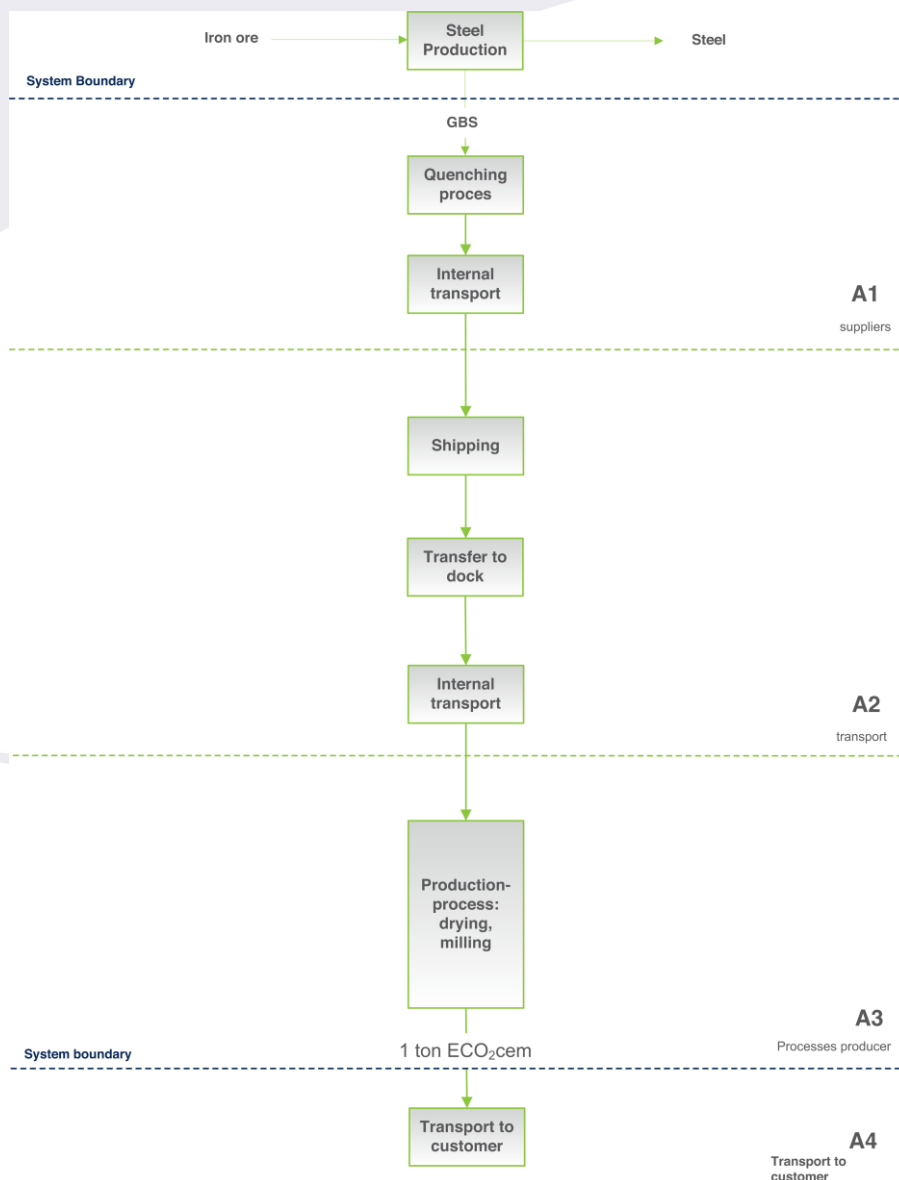 Iron ore
Steel
Production
Steel
System Boundary
GBS
Quenching
proces
Internal
transport
A1
suppliers
Shipping
Transfer to
dock
Internal
transport
A2
transport
Production-
process:
drying,
milling
A3
Processes producer
System boundary
1 ton ECO₂cem
Transport to
customer
A4
Transport to
customer